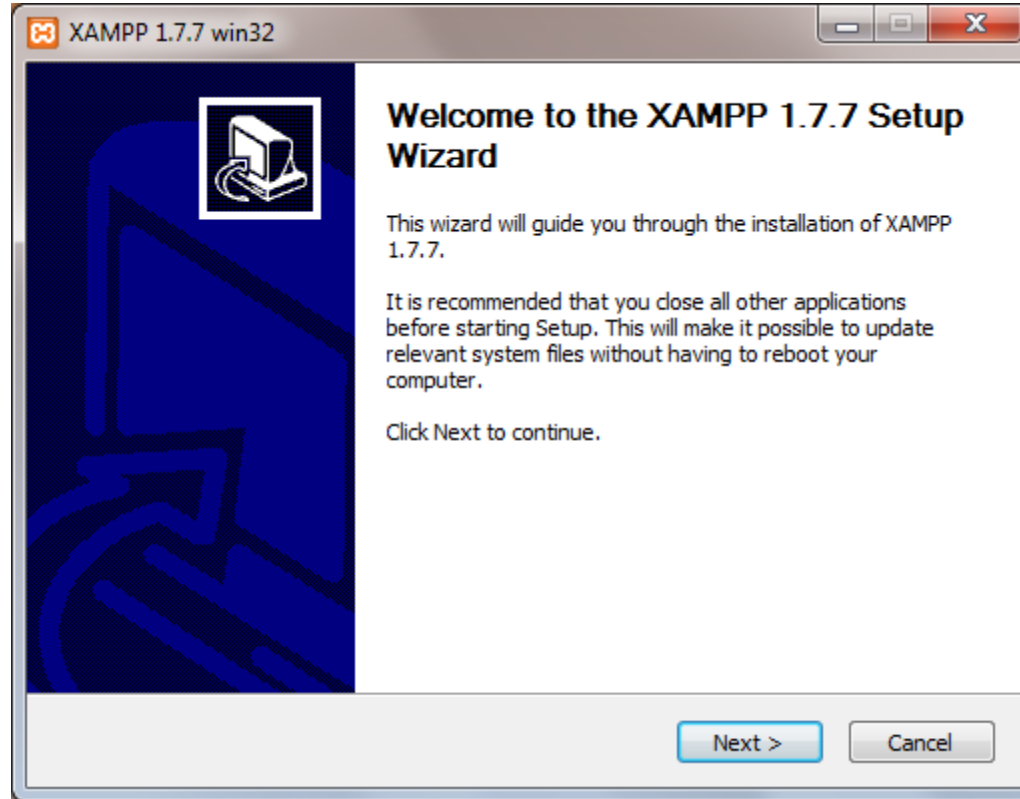 XAMPP 1.7.7 win32
Welcome to the XAMPP 1.7.7 Setup
Wizard
This wizard will guide you through the installation of XAMPP
1.7.7.
It is recommended that you close all other applications
before starting Setup. This will make it possible to update
relevant system files without having to reboot your
computer.
Click Next to continue.
Next >
Cancel